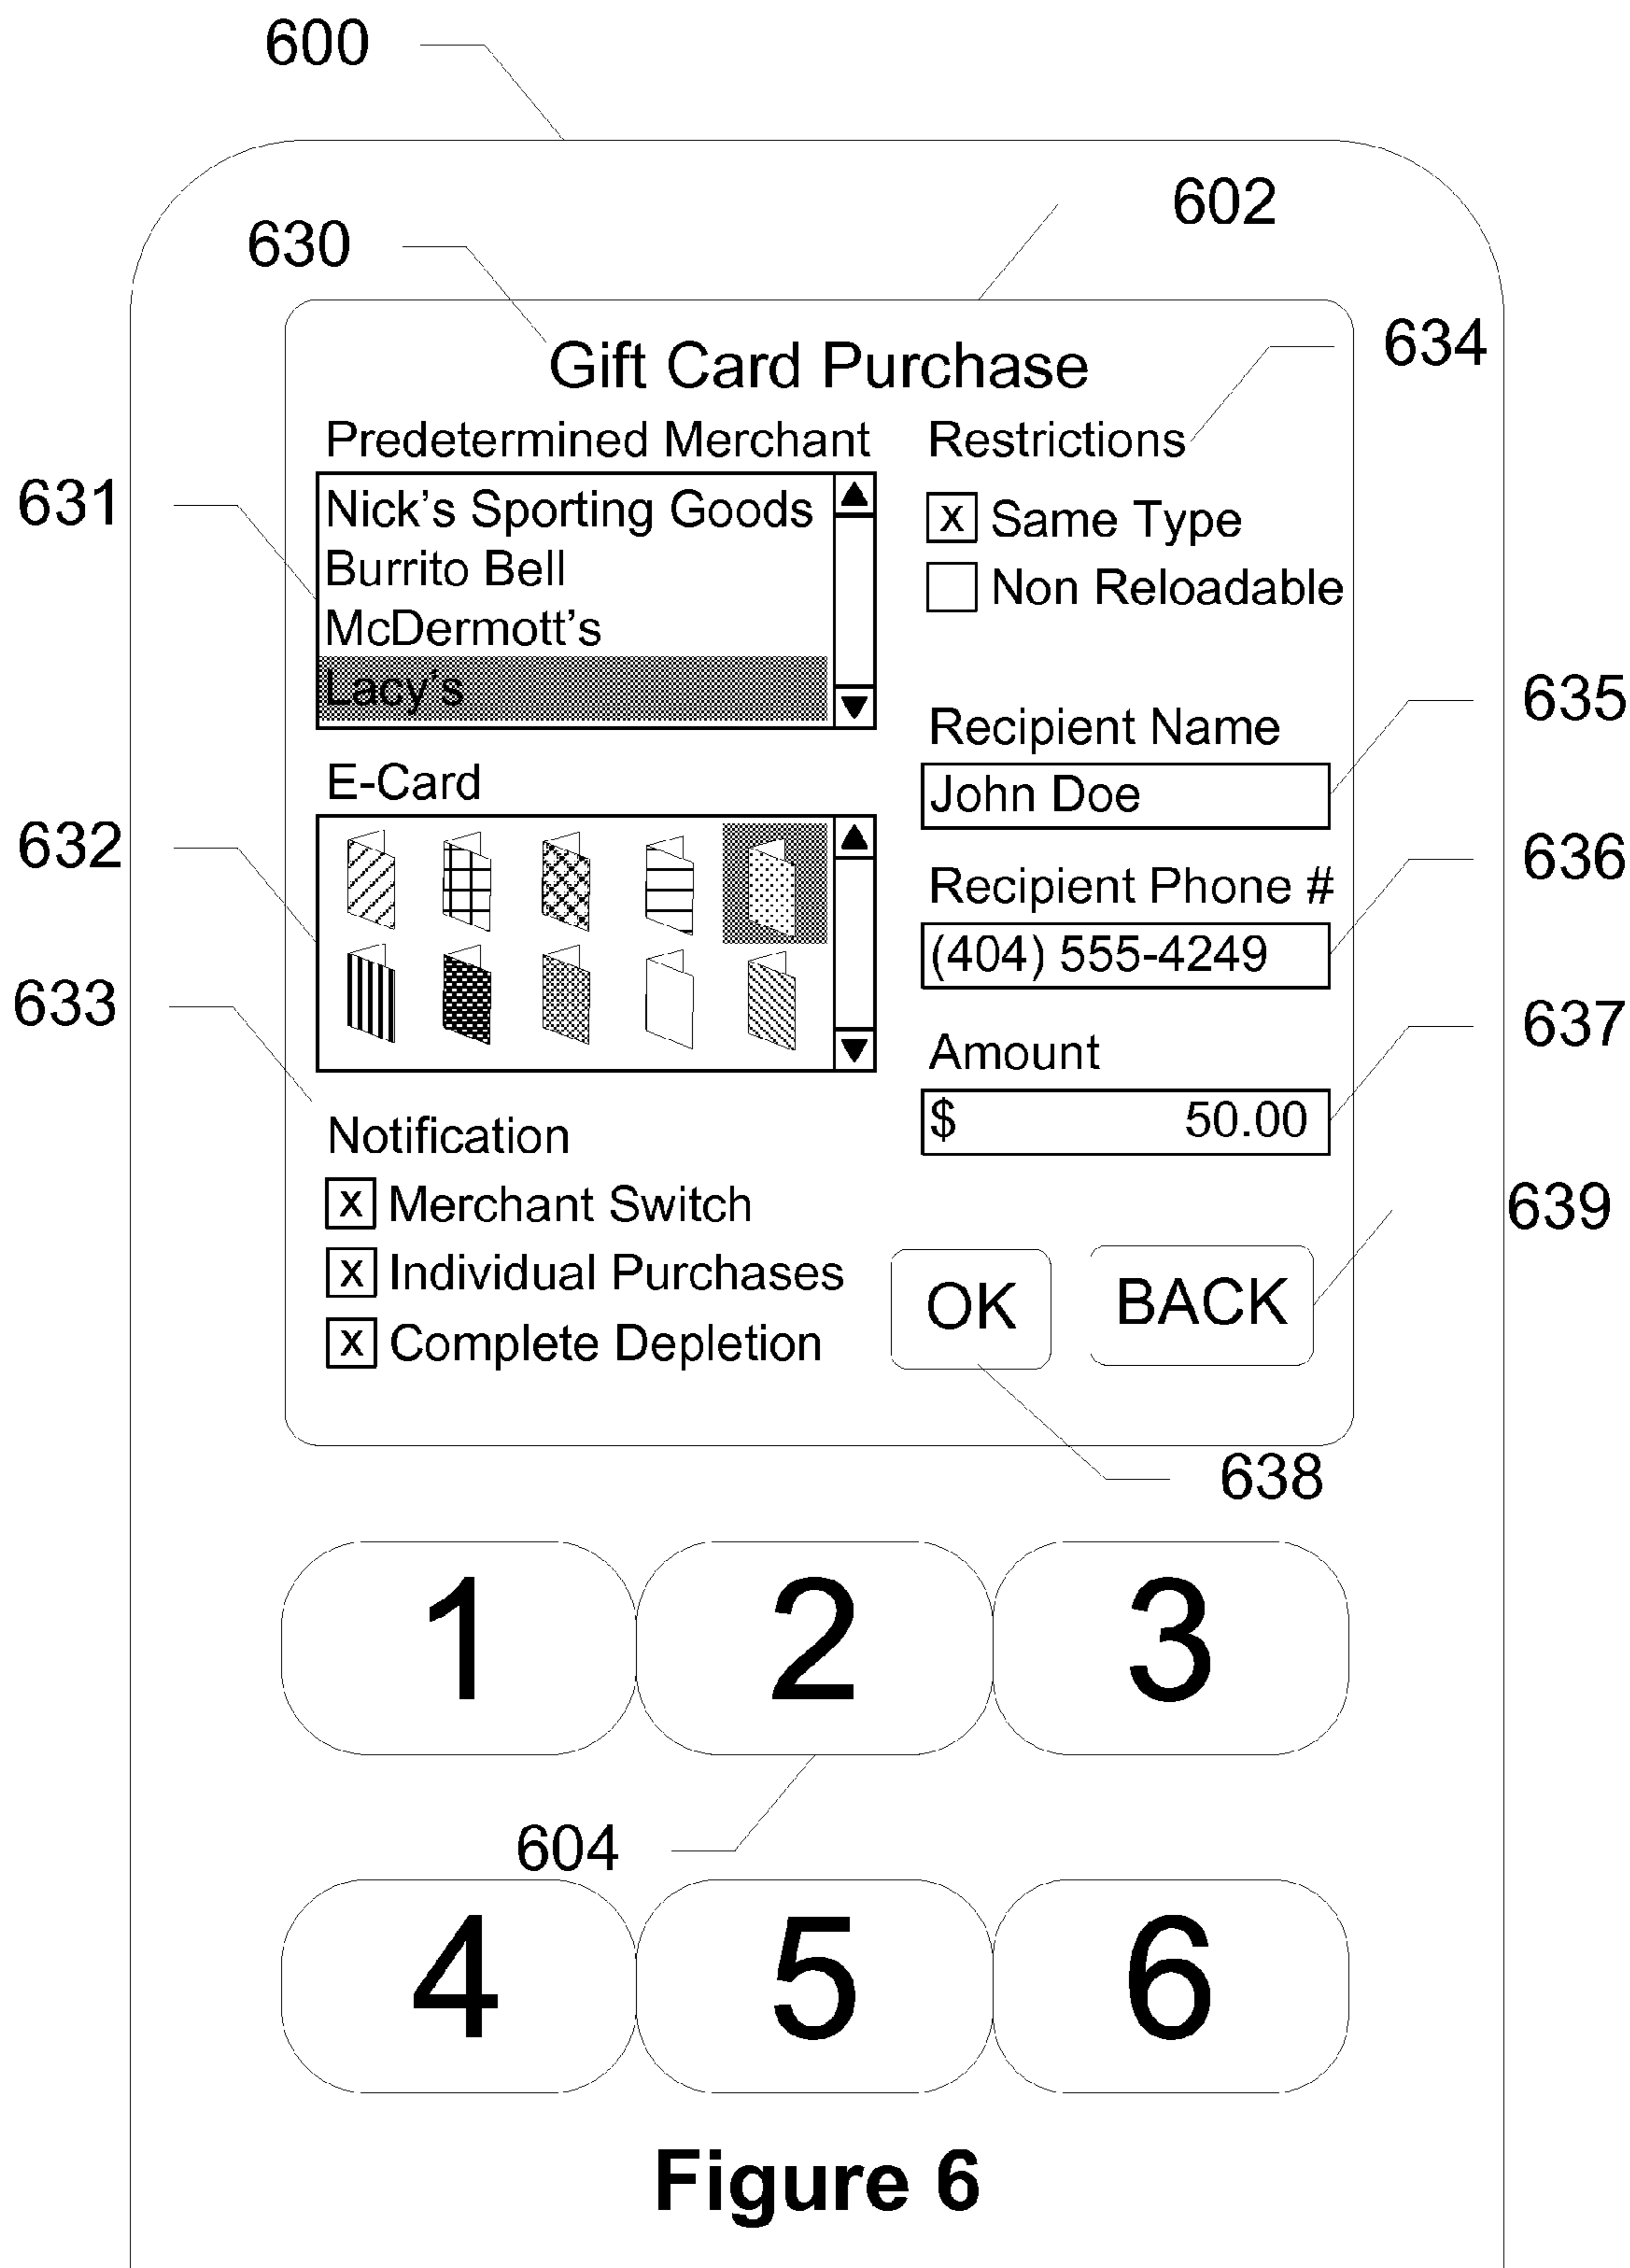 600
602
630
Gift Card Purchase
634
Predetermined Merchant
631
Nick's Sporting Goods
Burrito Bell
McDermott's
Lacy's
Restrictions
x Same Type
Non Reloadable
635
Recipient Name
John Doe
E-Card
632
636
Recipient Phone #
(404) 555-4249
633
637
Amount
$ 50.00
Notification
x Merchant Switch
x Individual Purchases
x Complete Depletion
639
OK
BACK
638
1
2
3
604
4
5
6
Figure 6